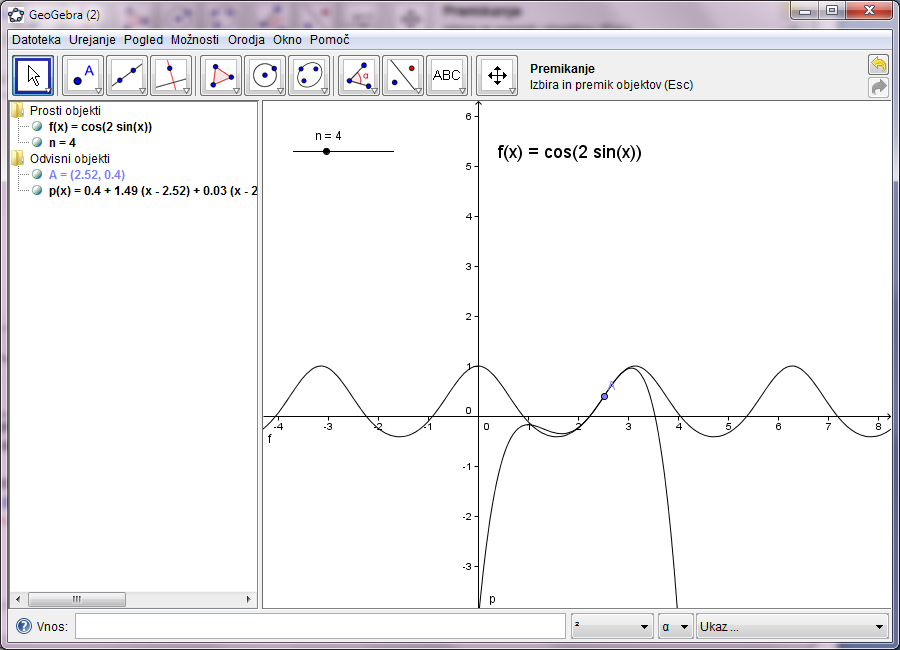 GeoGebra (2)
Premikanje
Datoteka Urejanje Pogled Možnosti Orodja Okno Pomoč
A
α
ABC
Premikanje
Izbira in premik objektov (Esc)
Prosti objekti
f(x) = cos(2 sin(x))
n = 4
Odvisni objekti
A = (2.52, 0.4)
p(x) = 0.4 + 1.49 (x - 2.52) + 0.03 (x - 2
n = 4
f(x) = cos(2 sin(x))
6
5
4
3
2
1
0
-1
-2
-3
-4 -3 -2 -1 0 1 2 3 4 5 6 7 8
A
f
p
Vnos:
²
α
Ukaz ...